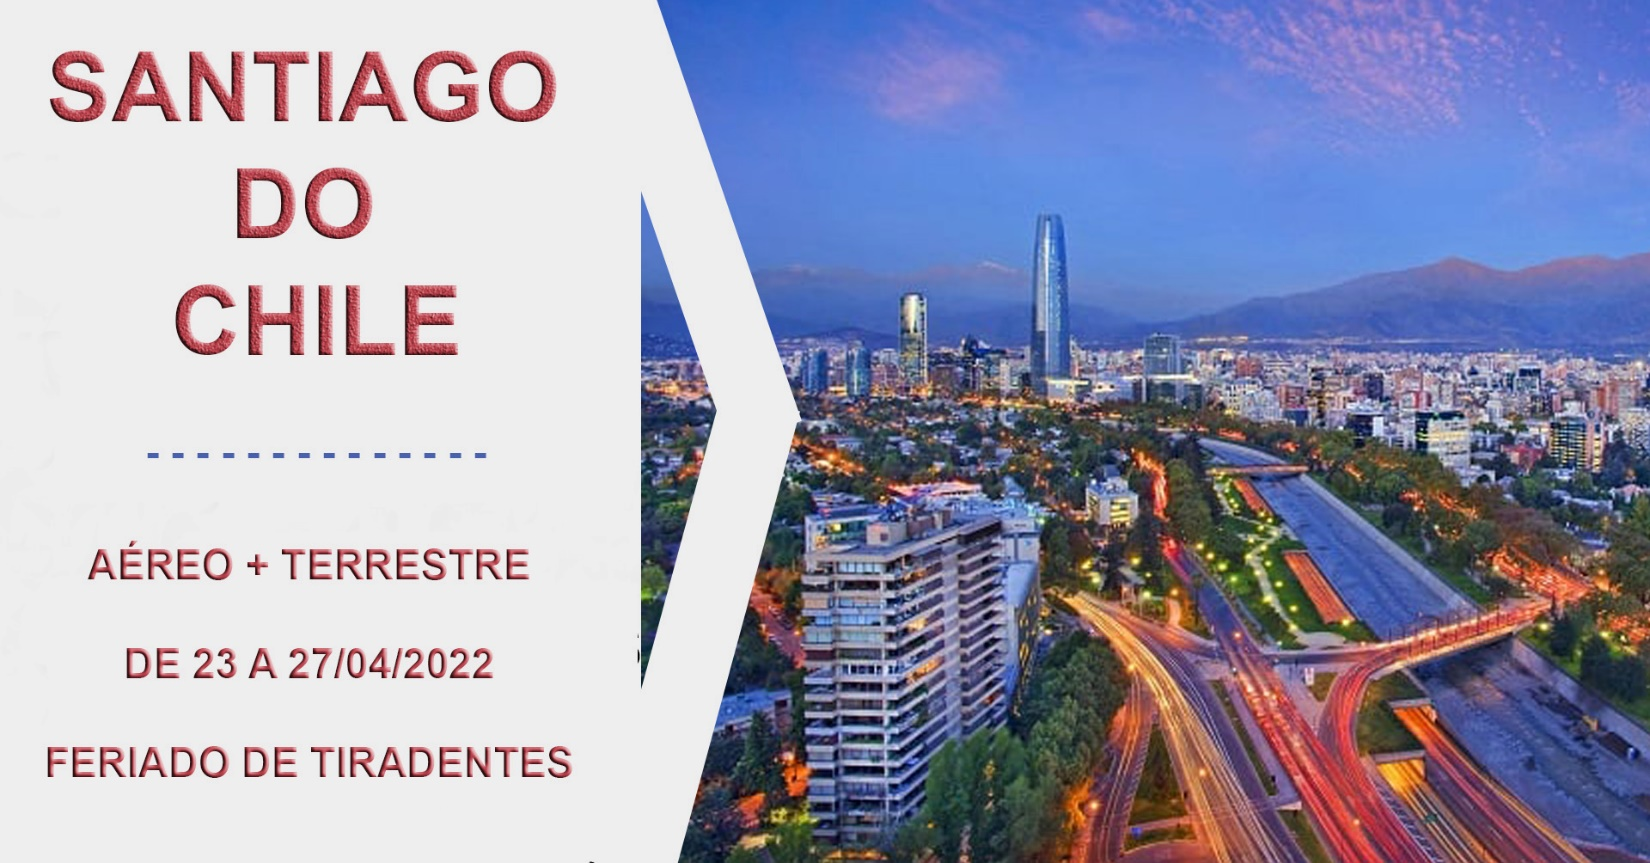 SANTIAGO
DO
CHILE
AÉREO + TERRESTRE
DE 23 A 27/04/2022
FERIADO DE TIRADENTES